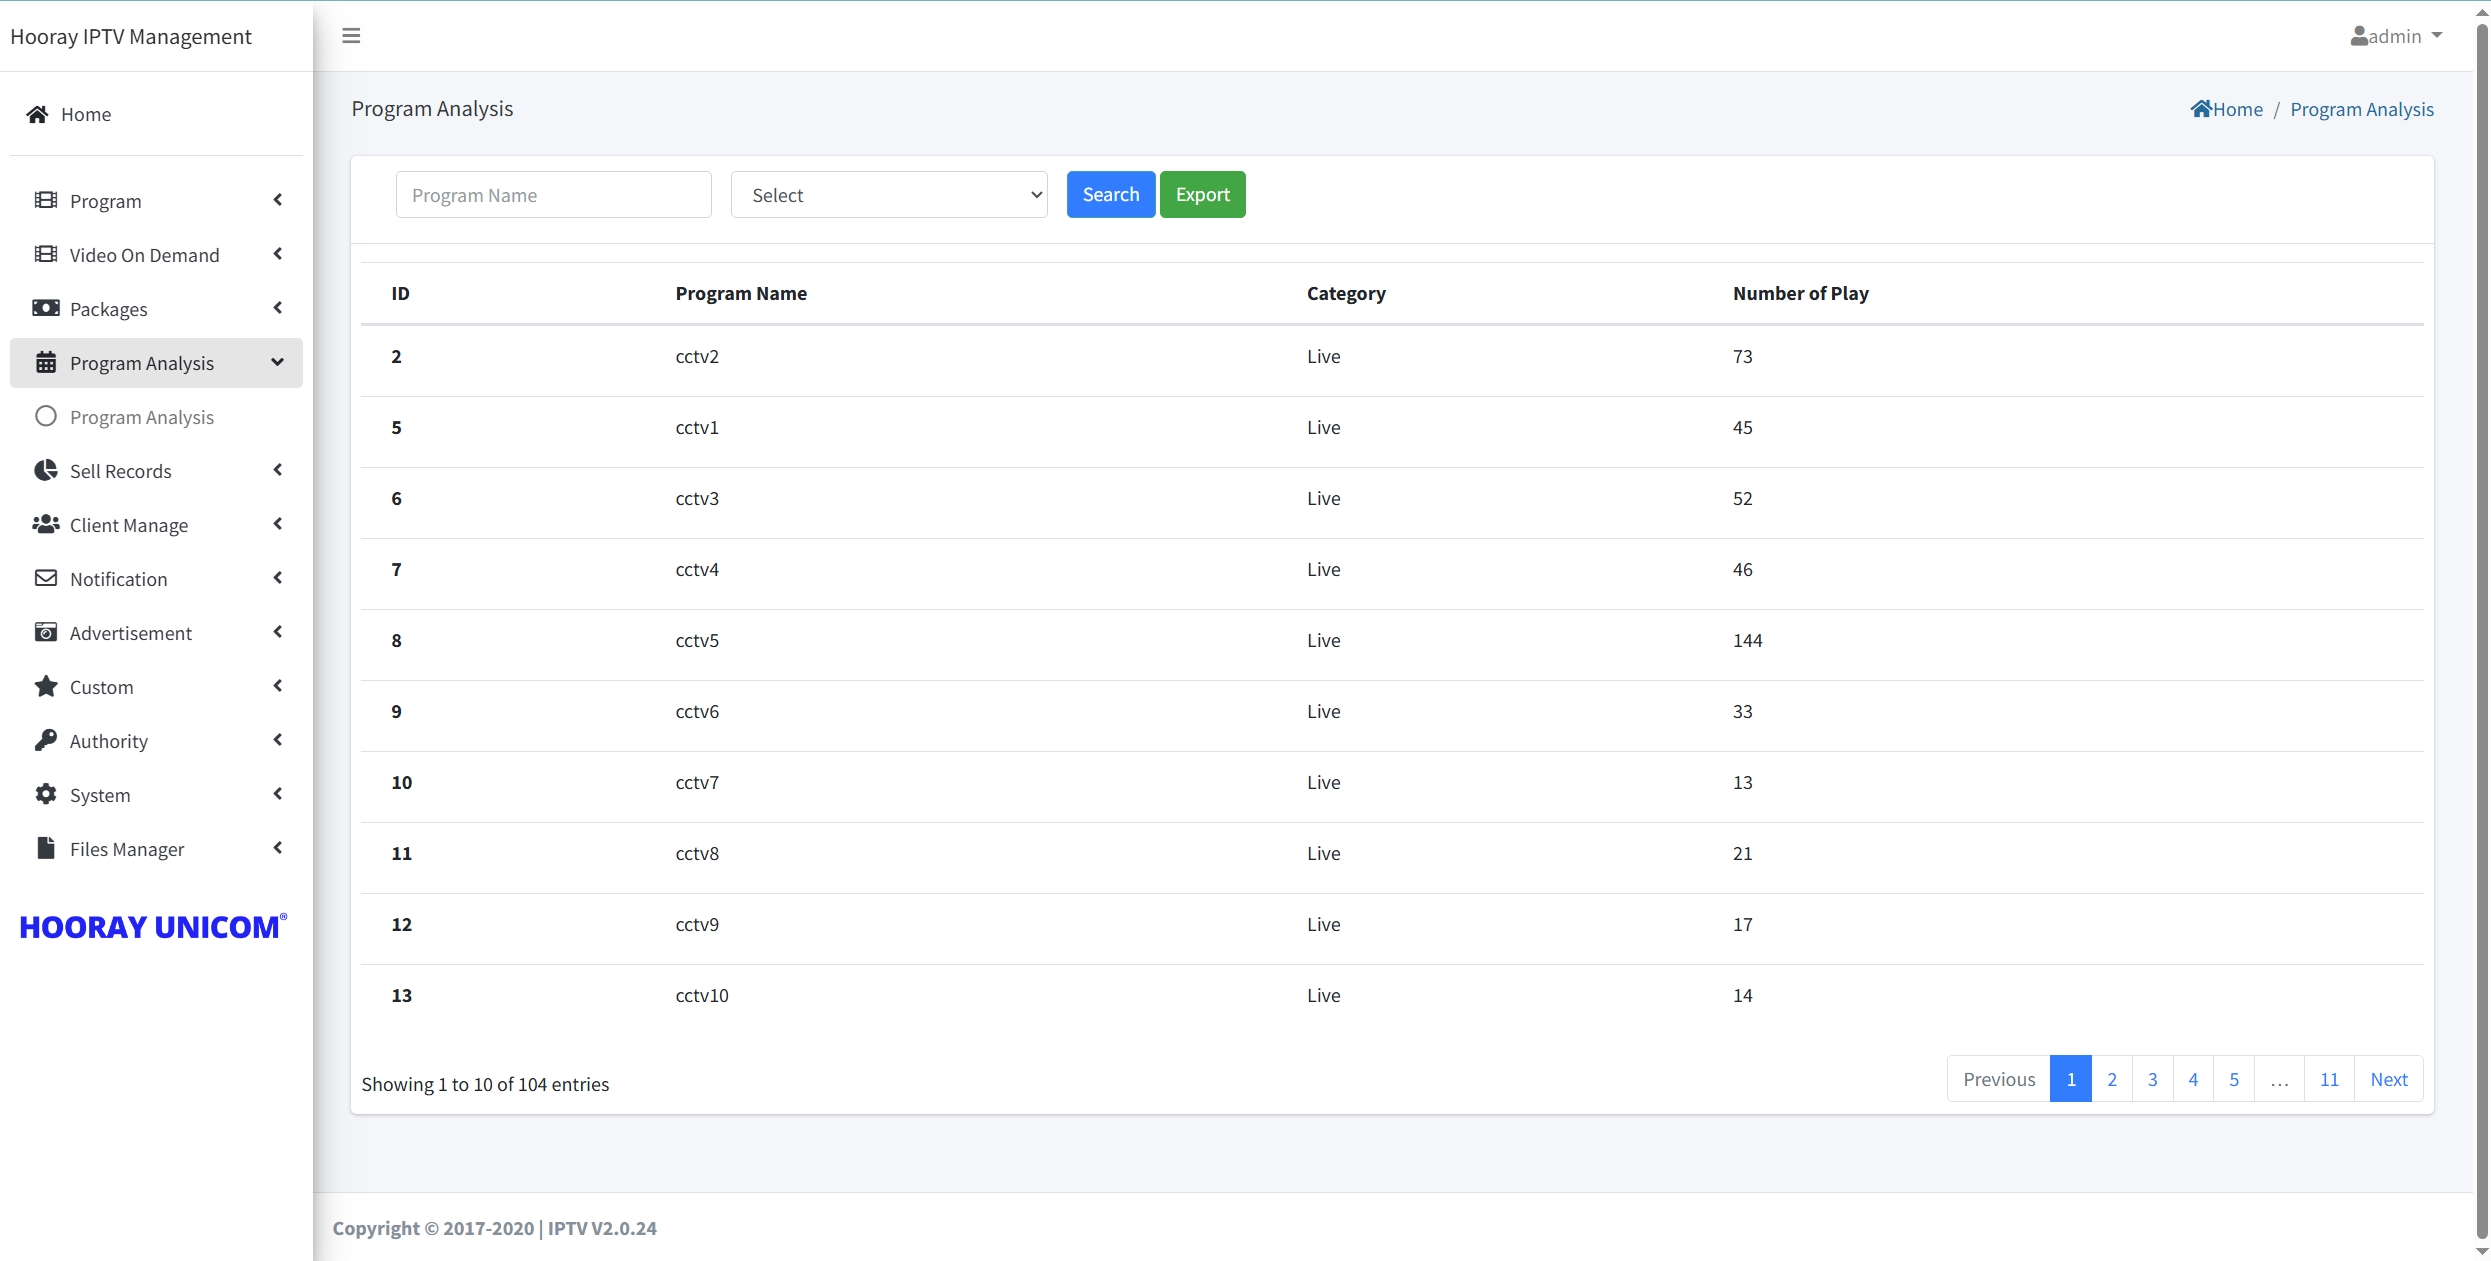 Hooray IPTV Management
admin
Home
Program
Video On Demand
Packages
Program Analysis
Program Analysis
Sell Records
Client Manage
Notification
Advertisement
Custom
Authority
System
Files Manager
HOORAY UNICOM®
Program Analysis
Home / Program Analysis
Program Name Select Search Export
ID Program Name Category Number of Play
2 cctv2 Live 73
5 cctv1 Live 45
6 cctv3 Live 52
7 cctv4 Live 46
8 cctv5 Live 144
9 cctv6 Live 33
10 cctv7 Live 13
11 cctv8 Live 21
12 cctv9 Live 17
13 cctv10 Live 14
Showing 1 to 10 of 104 entries
Previous 1 2 3 4 5 … 11 Next
Copyright © 2017-2020 | IPTV V2.0.24